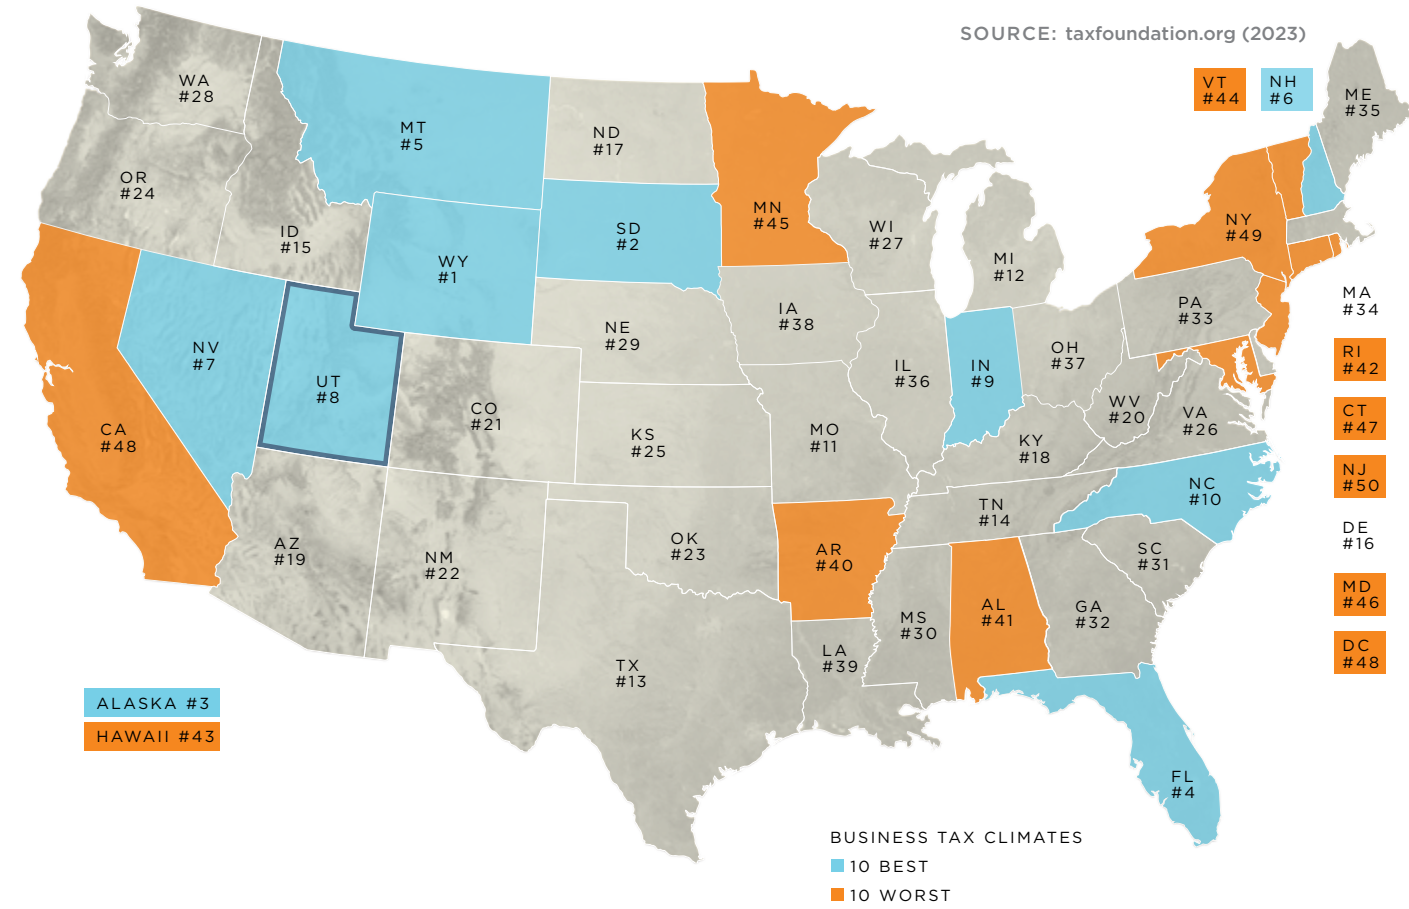 SOURCE: taxfoundation.org (2023)
WA
#28
MT
#5
ND
#17
MN
#45
VT
#44
NH
#6
ME
#35
OR
#24
ID
#15
WY
#1
SD
#2
WI
#27
MI
#12
NY
#49
MA
#34
NV
#7
UT
#8
NE
#29
IA
#38
IL
#36
IN
#9
OH
#37
PA
#33
RI
#42
CA
#48
CO
#21
KS
#25
MO
#11
KY
#18
WV
#20
VA
#26
CT
#47
AZ
#19
NM
#22
OK
#23
AR
#40
TN
#14
NC
#10
NJ
#50
SC
#31
DE
#16
TX
#13
LA
#39
MS
#30
AL
#41
GA
#32
MD
#46
DC
#48
ALASKA #3
HAWAII #43
FL
#4
BUSINESS TAX CLIMATES
10 BEST
10 WORST